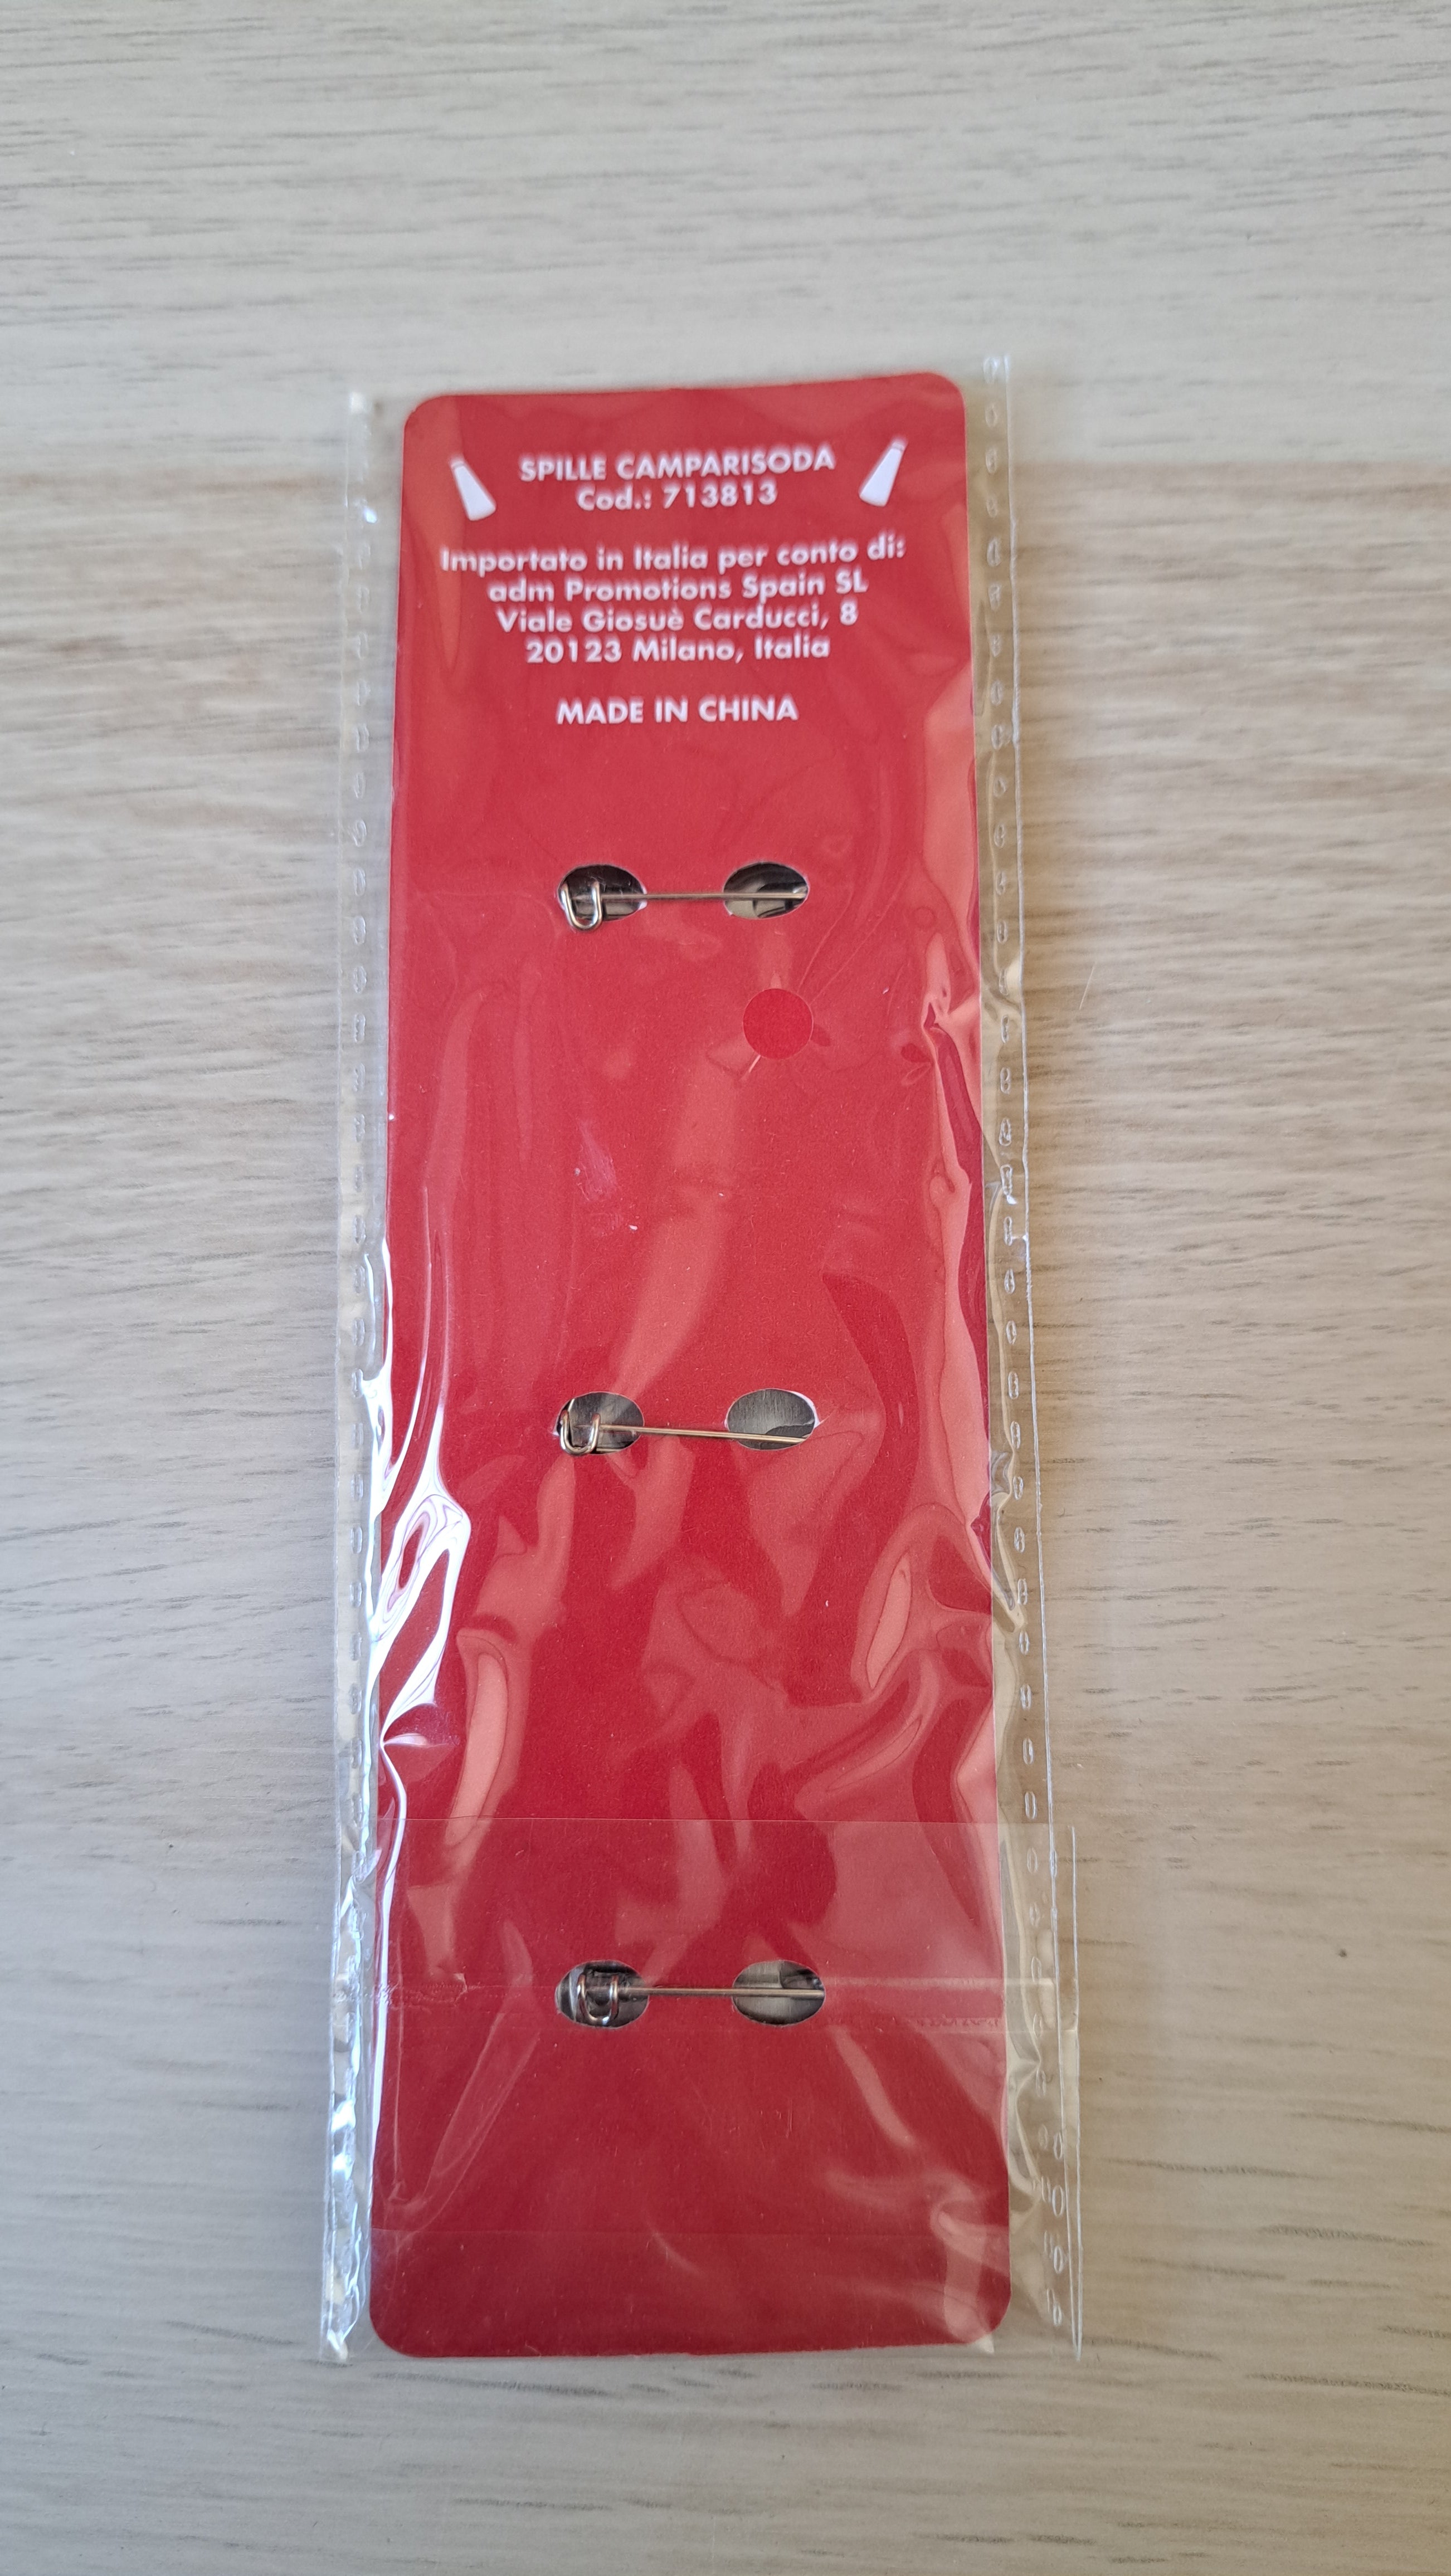 SPILLE CAMPARISODA
Cod.: 713813
Importato in Italia per conto di:
adm Promotions Spain SL
Viale Giosuè Carducci, 8
20123 Milano, Italia
MADE IN CHINA